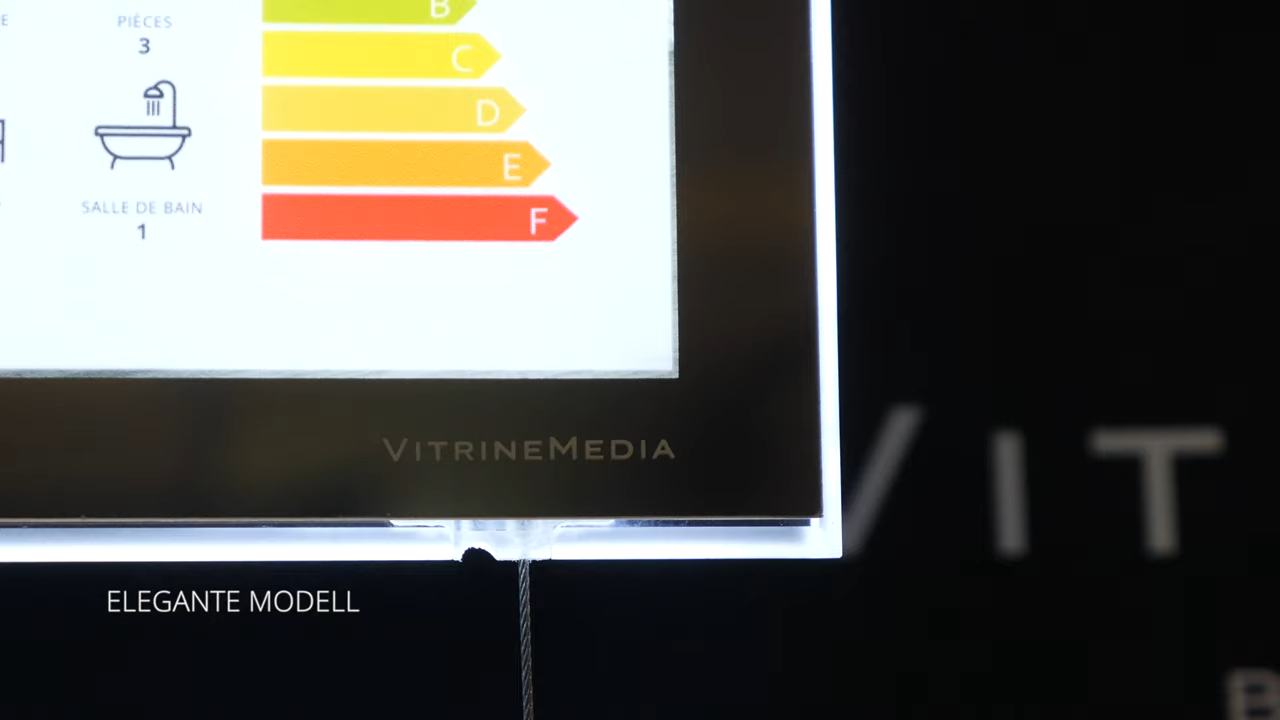 B
PIÈCES
3
C
D
E
SALLE DE BAIN
1
F
VITRINEMEDIA
VIT
ELEGANTE MODELL
B